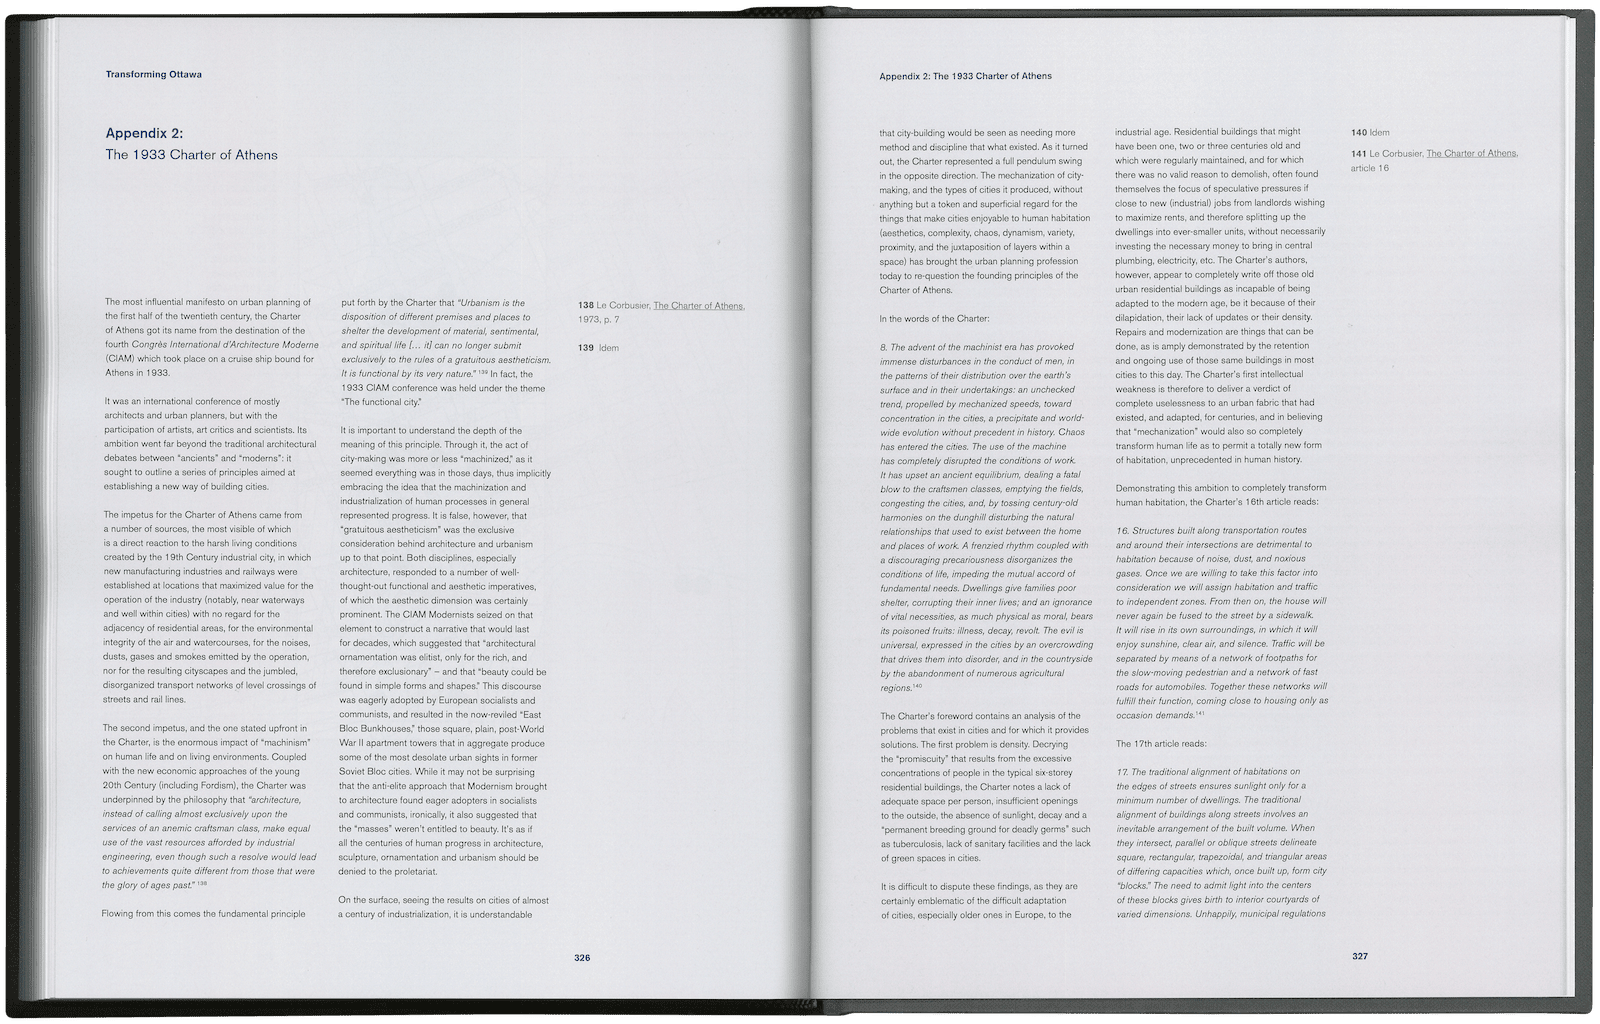 Transforming Ottawa
Appendix 2:
The 1933 Charter of Athens
The most influential manifesto on urban planning of
the first half of the twentieth century, the Charter
of Athens got its name from the destination of the
fourth Congrès International d'Architecture Moderne
(CIAM) which took place on a cruise ship bound for
Athens in 1933.
It was an international conference of mostly
architects and urban planners, but with the
participation of artists, art critics and scientists. Its
ambition went far beyond the traditional architectural
debates between “ancients” and “moderns”: it
sought to outline a series of principles aimed at
establishing a new way of building cities.
The impetus for the Charter of Athens came from
a number of sources, the most visible of which
is a direct reaction to the harsh living conditions
created by the 19th Century industrial city, in which
new manufacturing industries and railways were
established at locations that maximized value for the
operation of the industry (notably, near waterways
and well within cities) with no regard for the
adjacency of residential areas, for the environmental
integrity of the air and watercourses, for the noises,
dusts, gases and smokes emitted by the operation,
nor for the resulting cityscapes and the jumbled,
disorganized transport networks of level crossings of
streets and rail lines.
The second impetus, and the one stated upfront in
the Charter, is the enormous impact of “machinism”
on human life and on living environments. Coupled
with the new economic approaches of the young
20th Century (including Fordism), the Charter was
underpinned by the philosophy that “architecture,
instead of calling almost exclusively upon the
services of an anemic craftsman class, make equal
use of the vast resources afforded by industrial
engineering, even though such a resolve would lead
to achievements quite different from those that were
the glory of ages past.” 138
Flowing from this comes the fundamental principle
put forth by the Charter that “Urbanism is the
disposition of different premises and places to
shelter the development of material, sentimental,
and spiritual life [... it] can no longer submit
exclusively to the rules of a gratuitous aestheticism.
It is functional by its very nature.” 139 In fact, the
1933 CIAM conference was held under the theme
“The functional city.”
It is important to understand the depth of the
meaning of this principle. Through it, the act of
city-making was more or less “machinized,” as it
seemed everything was in those days, thus implicitly
embracing the idea that the machinization and
industrialization of human processes in general
represented progress. It is false, however, that
“gratuitous aestheticism” was the exclusive
consideration behind architecture and urbanism
up to that point. Both disciplines, especially
architecture, responded to a number of well-
thought-out functional and aesthetic imperatives,
of which the aesthetic dimension was certainly
prominent. The CIAM Modernists seized on that
element to construct a narrative that would last
for decades, which suggested that “architectural
ornamentation was elitist, only for the rich, and
therefore exclusionary” – and that “beauty could be
found in simple forms and shapes.” This discourse
was eagerly adopted by European socialists and
communists, and resulted in the now-reviled “East
Bloc Bunkhouses,” those square, plain, post-World
War II apartment towers that in aggregate produce
some of the most desolate urban sights in former
Soviet Bloc cities. While it may not be surprising
that the anti-elite approach that Modernism brought
to architecture found eager adopters in socialists
and communists, ironically, it also suggested that
the “masses” weren't entitled to beauty. It's as if
all the centuries of human progress in architecture,
sculpture, ornamentation and urbanism should be
denied to the proletariat.
On the surface, seeing the results on cities of almost
a century of industrialization, it is understandable
138 Le Corbusier, The Charter of Athens,
1973, p. 7
139 Idem
326
Appendix 2: The 1933 Charter of Athens
that city-building would be seen as needing more
method and discipline that what existed. As it turned
out, the Charter represented a full pendulum swing
in the opposite direction. The mechanization of city-
making, and the types of cities it produced, without
anything but a token and superficial regard for the
things that make cities enjoyable to human habitation
(aesthetics, complexity, chaos, dynamism, variety,
proximity, and the juxtaposition of layers within a
space) has brought the urban planning profession
today to re-question the founding principles of the
Charter of Athens.
In the words of the Charter:
8. The advent of the machinist era has provoked
immense disturbances in the conduct of men, in
the patterns of their distribution over the earth's
surface and in their undertakings: an unchecked
trend, propelled by mechanized speeds, toward
concentration in the cities, a precipitate and world-
wide evolution without precedent in history. Chaos
has entered the cities. The use of the machine
has completely disrupted the conditions of work.
It has upset an ancient equilibrium, dealing a fatal
blow to the craftsmen classes, emptying the fields,
congesting the cities, and, by tossing century-old
harmonies on the dunghill disturbing the natural
relationships that used to exist between the home
and places of work. A frenzied rhythm coupled with
a discouraging precariousness disorganizes the
conditions of life, impeding the mutual accord of
fundamental needs. Dwellings give families poor
shelter, corrupting their inner lives; and an ignorance
of vital necessities, as much physical as moral, bears
its poisoned fruits: illness, decay, revolt. The evil is
universal, expressed in the cities by an overcrowding
that drives them into disorder, and in the countryside
by the abandonment of numerous agricultural
regions.140
The Charter's foreword contains an analysis of the
problems that exist in cities and for which it provides
solutions. The first problem is density. Decrying
the “promiscuity” that results from the excessive
concentrations of people in the typical six-storey
residential buildings, the Charter notes a lack of
adequate space per person, insufficient openings
to the outside, the absence of sunlight, decay and a
“permanent breeding ground for deadly germs” such
as tuberculosis, lack of sanitary facilities and the lack
of green spaces in cities.
It is difficult to dispute these findings, as they are
certainly emblematic of the difficult adaptation
of cities, especially older ones in Europe, to the
industrial age. Residential buildings that might
have been one, two or three centuries old and
which were regularly maintained, and for which
there was no valid reason to demolish, often found
themselves the focus of speculative pressures if
close to new (industrial) jobs from landlords wishing
to maximize rents, and therefore splitting up the
dwellings into ever-smaller units, without necessarily
investing the necessary money to bring in central
plumbing, electricity, etc. The Charter's authors,
however, appear to completely write off those old
urban residential buildings as incapable of being
adapted to the modern age, be it because of their
dilapidation, their lack of updates or their density.
Repairs and modernization are things that can be
done, as is amply demonstrated by the retention
and ongoing use of those same buildings in most
cities to this day. The Charter's first intellectual
weakness is therefore to deliver a verdict of
complete uselessness to an urban fabric that had
existed, and adapted, for centuries, and in believing
that “mechanization” would also so completely
transform human life as to permit a totally new form
of habitation, unprecedented in human history.
Demonstrating this ambition to completely transform
human habitation, the Charter's 16th article reads:
16. Structures built along transportation routes
and around their intersections are detrimental to
habitation because of noise, dust, and noxious
gases. Once we are willing to take this factor into
consideration we will assign habitation and traffic
to independent zones. From then on, the house will
never again be fused to the street by a sidewalk.
It will rise in its own surroundings, in which it will
enjoy sunshine, clear air, and silence. Traffic will be
separated by means of a network of footpaths for
the slow-moving pedestrian and a network of fast
roads for automobiles. Together these networks will
fulfill their function, coming close to housing only as
occasion demands.141
The 17th article reads:
17. The traditional alignment of habitations on
the edges of streets ensures sunlight only for a
minimum number of dwellings. The traditional
alignment of buildings along streets involves an
inevitable arrangement of the built volume. When
they intersect, parallel or oblique streets delineate
square, rectangular, trapezoidal, and triangular areas
of differing capacities which, once built up, form city
“blocks.” The need to admit light into the centers
of these blocks gives birth to interior courtyards of
varied dimensions. Unhappily, municipal regulations
140 Idem
141 Le Corbusier, The Charter of Athens,
article 16
327